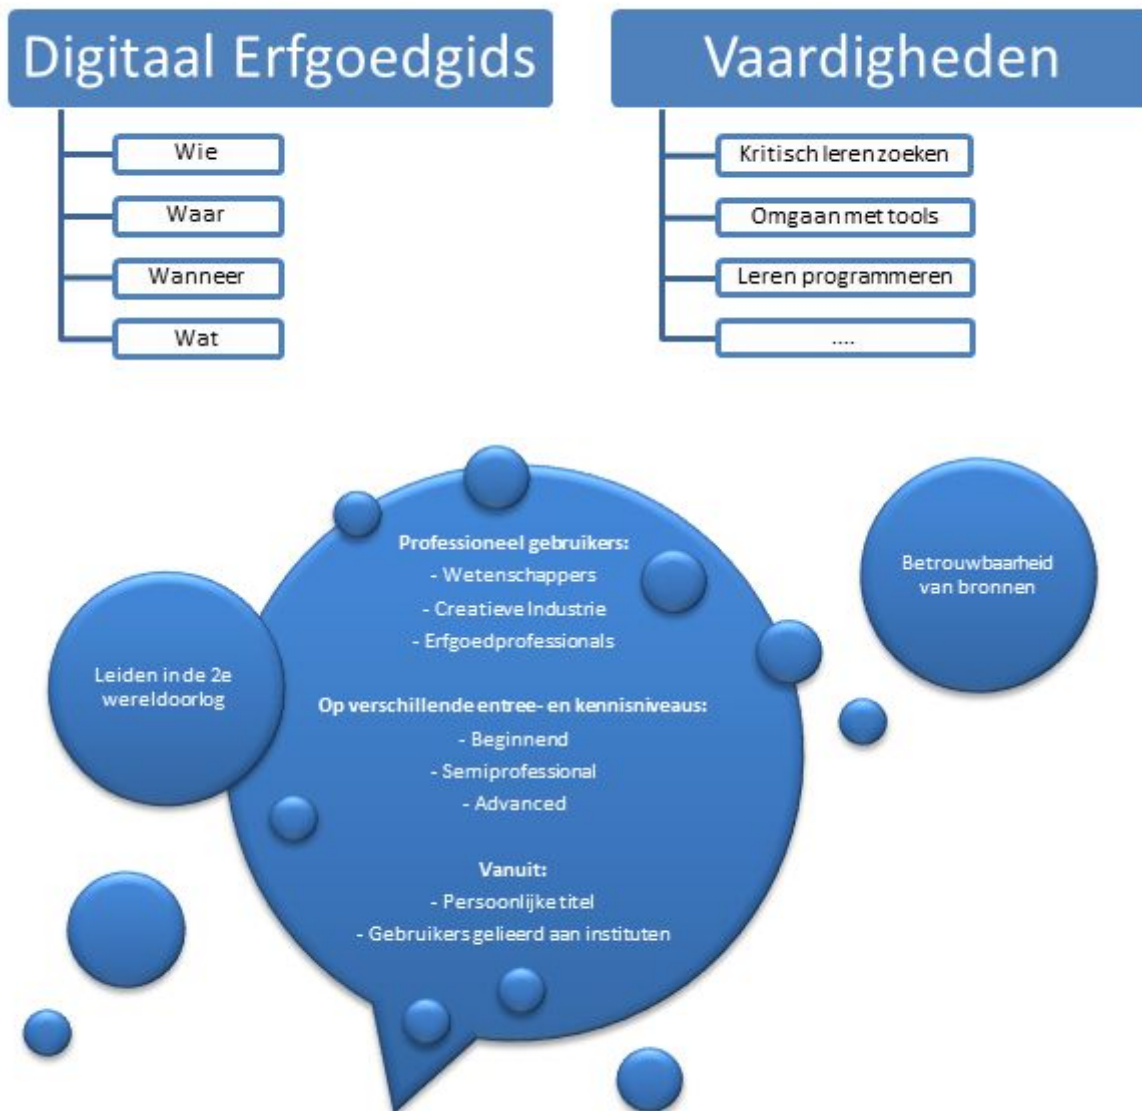 Digitaal Erfgoedgids
Wie
Waar
Wanneer
Wat
Vaardigheden
Kritisch leren zoeken
Omgaan met tools
Leren programmeren
....
Professioneel gebruikers:
- Wetenschappers
- Creatieve Industrie
- Erfgoedprofessionals
Op verschillende entree- en kennisniveaus:
- Beginnend
- Semiprofessional
- Advanced
Vanuit:
- Persoonlijke titel
- Gebruikers gelieerd aan instituten
Leiden in de 2e
wereldoorlog
Betrouwbaarheid
van bronnen